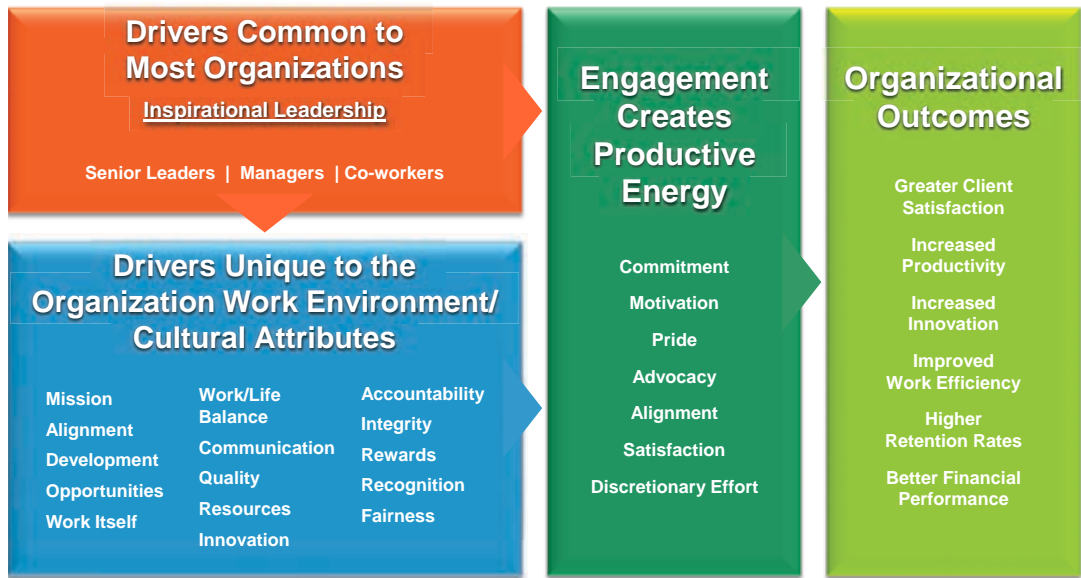 Drivers Common to
Most Organizations
Inspirational Leadership
Senior Leaders | Managers | Co-workers
Drivers Unique to the
Organization Work Environment/
Cultural Attributes
Mission
Alignment
Development
Opportunities
Work Itself
Work/Life
Balance
Communication
Quality
Resources
Innovation
Accountability
Integrity
Rewards
Recognition
Fairness
Engagement
Creates
Productive
Energy
Commitment
Motivation
Pride
Advocacy
Alignment
Satisfaction
Discretionary Effort
Organizational
Outcomes
Greater Client
Satisfaction
Increased
Productivity
Increased
Innovation
Improved
Work Efficiency
Higher
Retention Rates
Better Financial
Performance